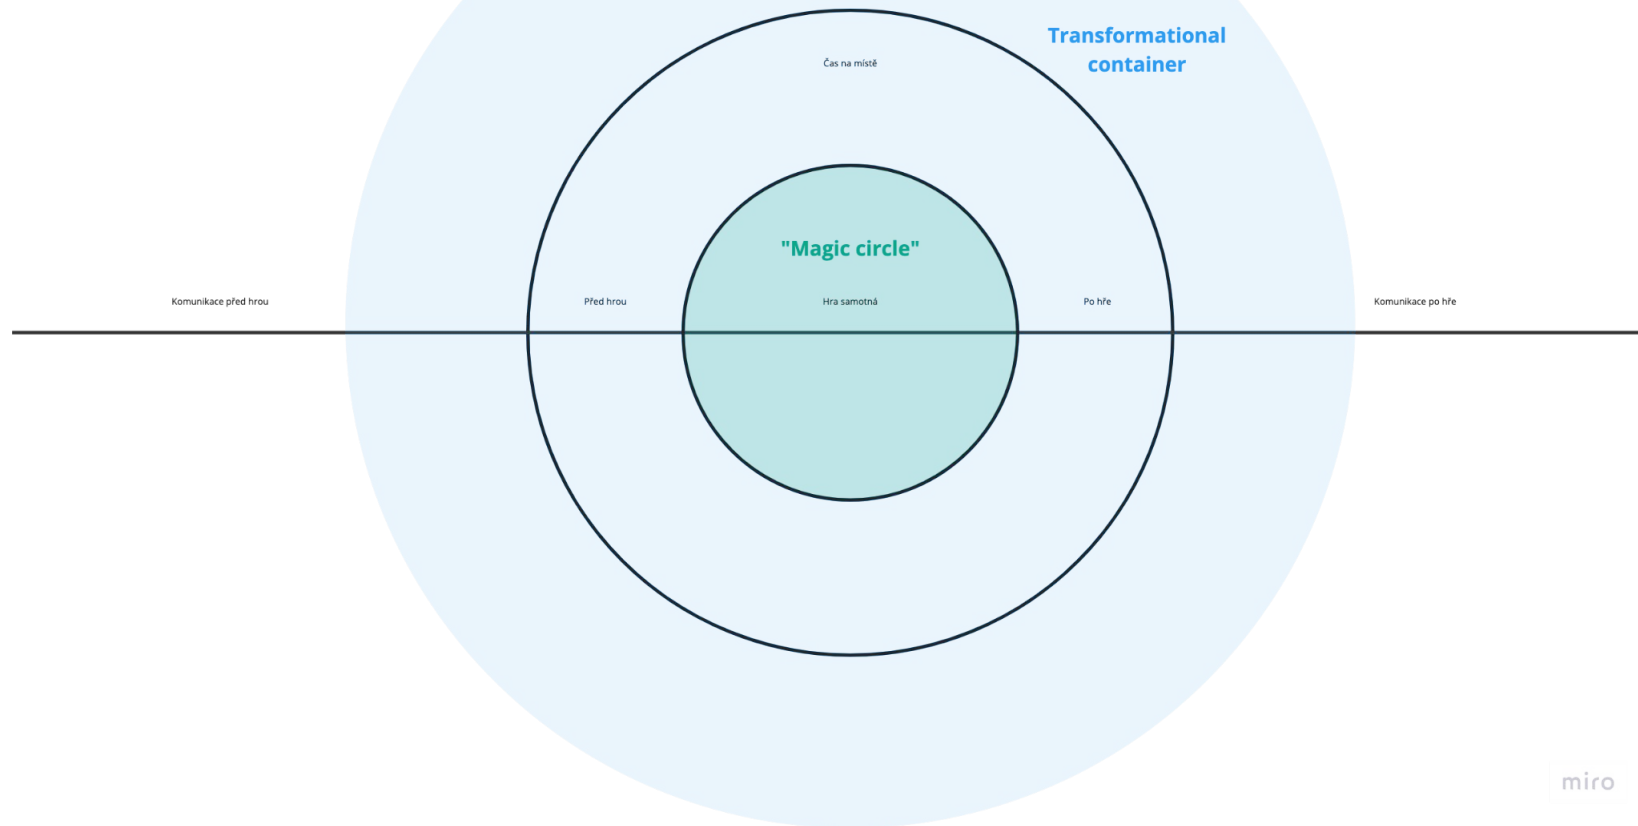 Transformational
container
Čas na místě
"Magic circle"
Komunikace před hrou
Před hrou
Hra samotná
Po hře
Komunikace po hře
miro